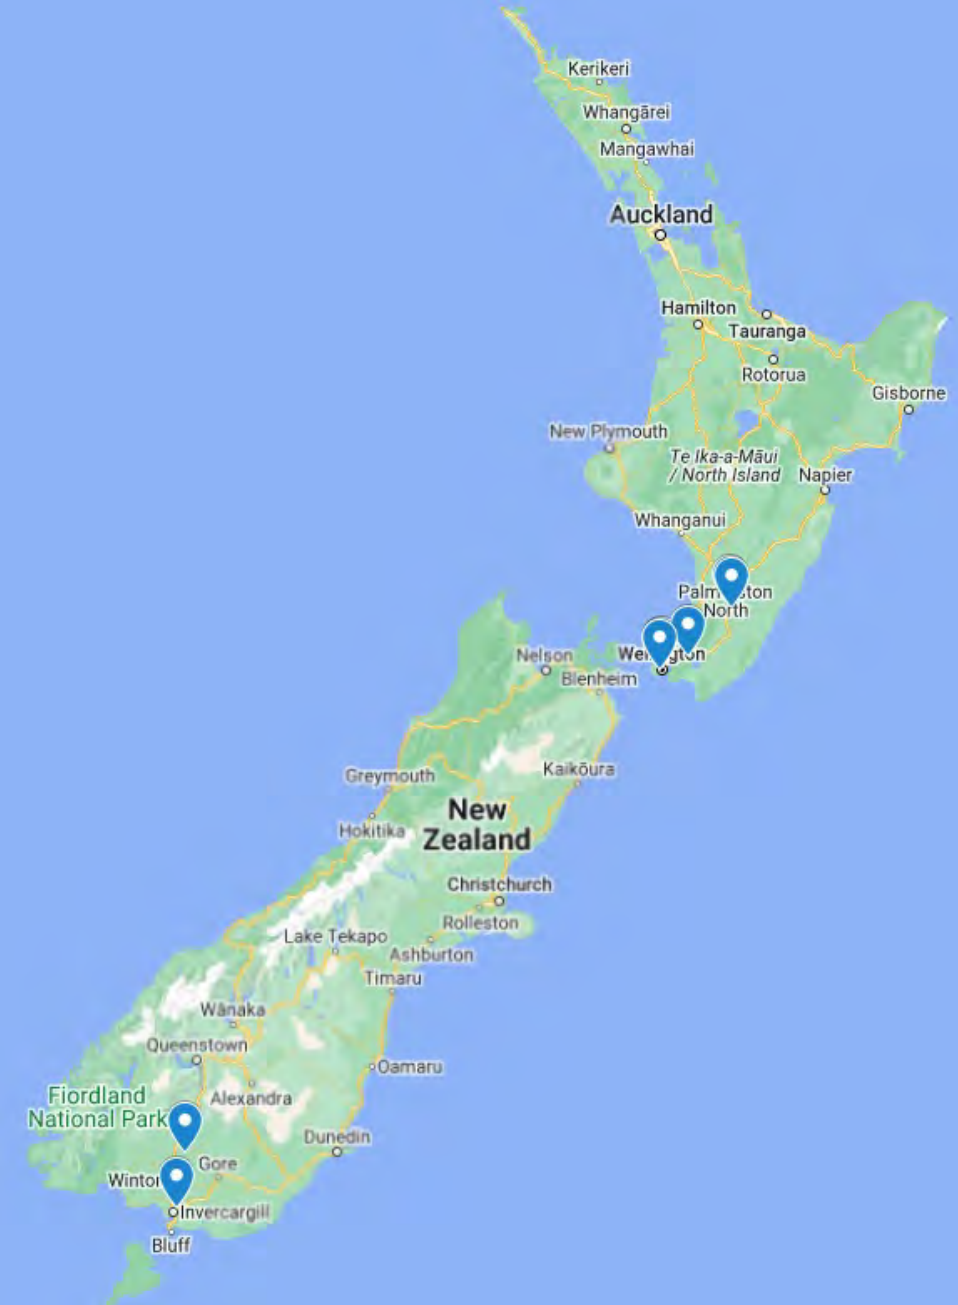 Kerikeri
Whangārei
Mangawhai
Auckland
Hamilton
Tauranga
Rotorua
Gisborne
New Plymouth
Te Ika-a-Māui
/ North Island
Napier
Whanganui
North
Nelson
Blenheim
Greymouth
Kaikōura
New
Zealand
Hokitika
Christchurch
Rolleston
Lake Tekapo
Ashburton
Timaru
Wānaka
Queenstown
Oamaru
Fiordland
National Park
Alexandra
Dunedin
Gore
Invercargill
Bluff